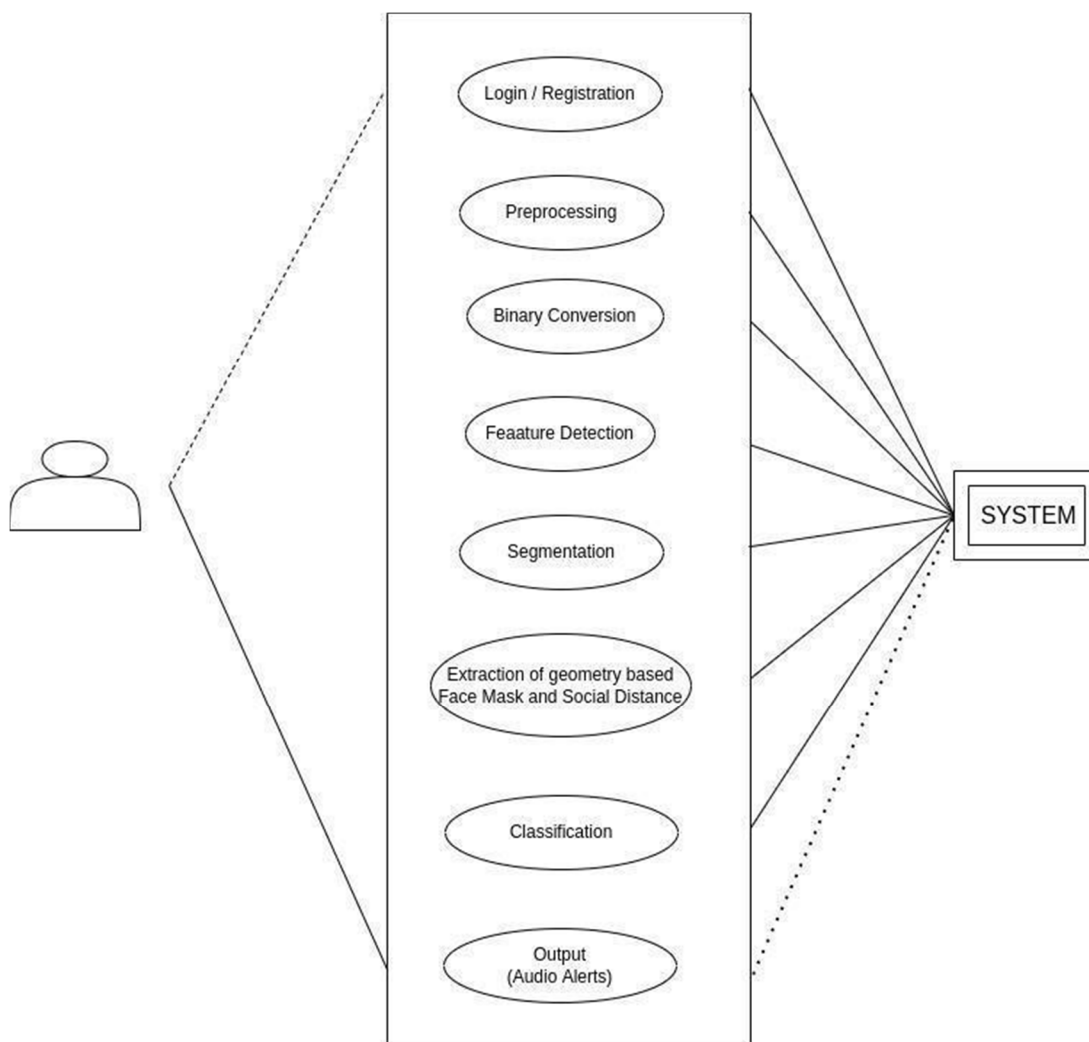 Login / Registration
Preprocessing
Binary Conversion
Feaature Detection
Segmentation
SYSTEM
Extraction of geometry based
Face Mask and Social Distance
Classification
Output
(Audio Alerts)